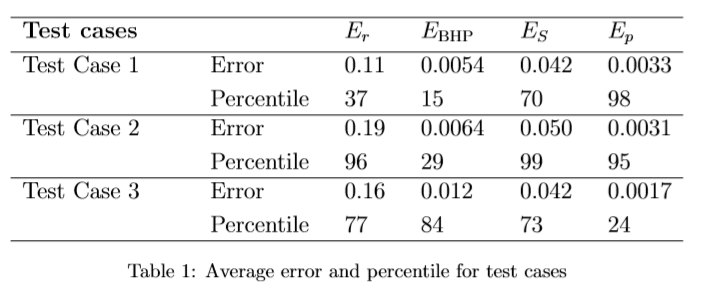 Test cases E_r E_BHP E_S E_p
Test Case 1 Error 0.11 0.0054 0.042 0.0033
Percentile 37 15 70 98
Test Case 2 Error 0.19 0.0064 0.050 0.0031
Percentile 96 29 99 95
Test Case 3 Error 0.16 0.012 0.042 0.0017
Percentile 77 84 73 24
Table 1: Average error and percentile for test cases